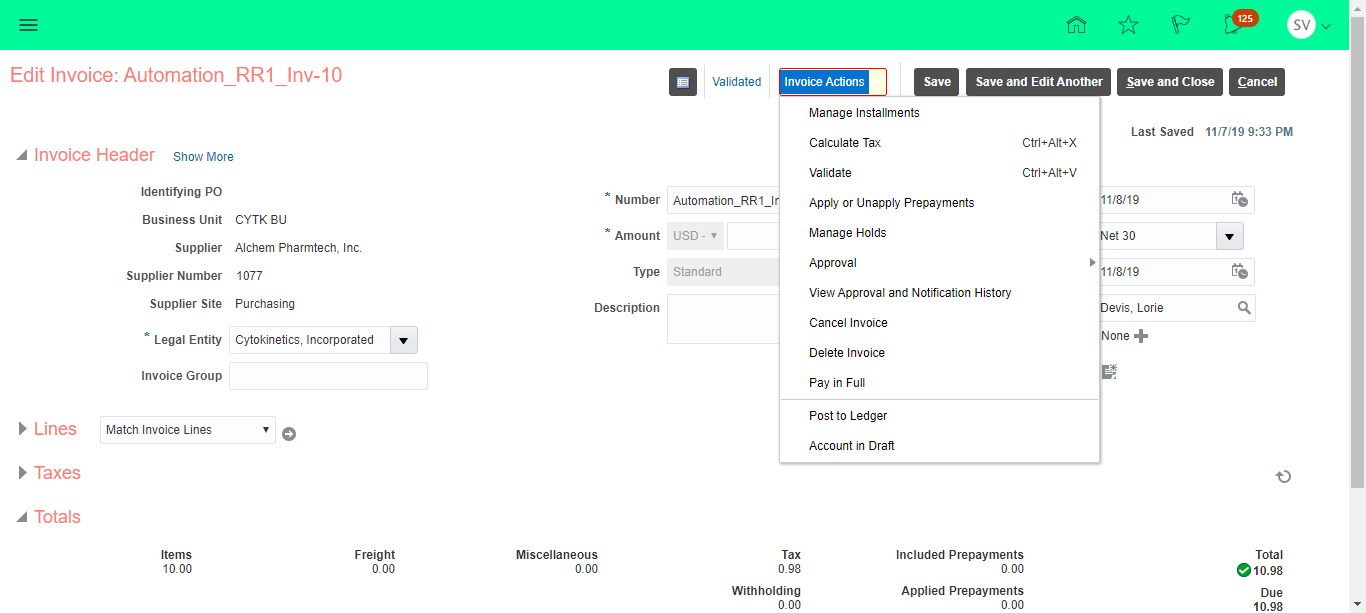 125
SV
Edit Invoice: Automation_RR1_Inv-10
Validated
Invoice Actions
Save
Save and Edit Another
Save and Close
Cancel
Last Saved 11/7/19 9:33 PM
Invoice Header Show More
Identifying PO
Business Unit CYTK BU
Supplier Alchem Pharmtech, Inc.
Supplier Number 1077
Supplier Site Purchasing
* Legal Entity Cytokinetics, Incorporated
Invoice Group
* Number Automation_RR1_In
* Amount USD -
Type Standard
Description
Manage Installments
Calculate Tax Ctrl+Alt+X
Validate Ctrl+Alt+V
Apply or Unapply Prepayments
Manage Holds
Approval
View Approval and Notification History
Cancel Invoice
Delete Invoice
Pay in Full
Post to Ledger
Account in Draft
11/8/19
Net 30
11/8/19
Devis, Lorie
None
Lines Match Invoice Lines
Taxes
Totals
Items Freight Miscellaneous Tax Included Prepayments Total
10.00 0.00 0.00 0.98 0.00 10.98
Withholding Applied Prepayments Due
0.00 0.00 10.98